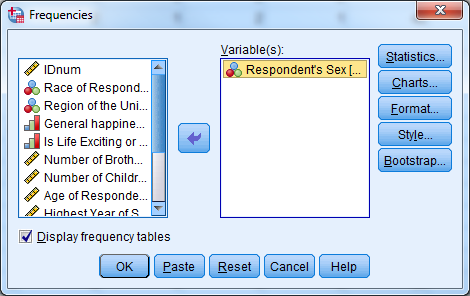 Frequencies
Variable(s):
IDnum
Race of Respond...
Region of the Uni...
General happine...
Is Life Exciting or ...
Number of Broth...
Number of Childr...
Age of Responde...
Highest Year of S...
Respondent's Sex [...
Statistics...
Charts...
Format...
Style...
Bootstrap...
Display frequency tables
OK
Paste
Reset
Cancel
Help